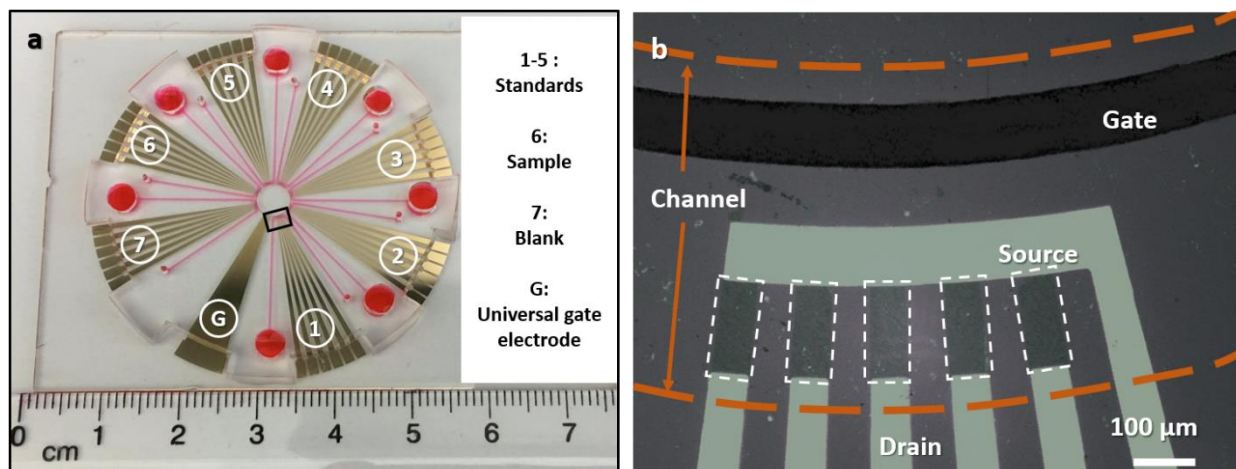 a
5
4
6
3
7
2
G
1
1-5 :
Standards
6:
Sample
7:
Blank
G:
Universal gate
electrode
0 1 2 3 4 5 6 7
cm
b
Gate
Channel
Source
Drain
100 µm